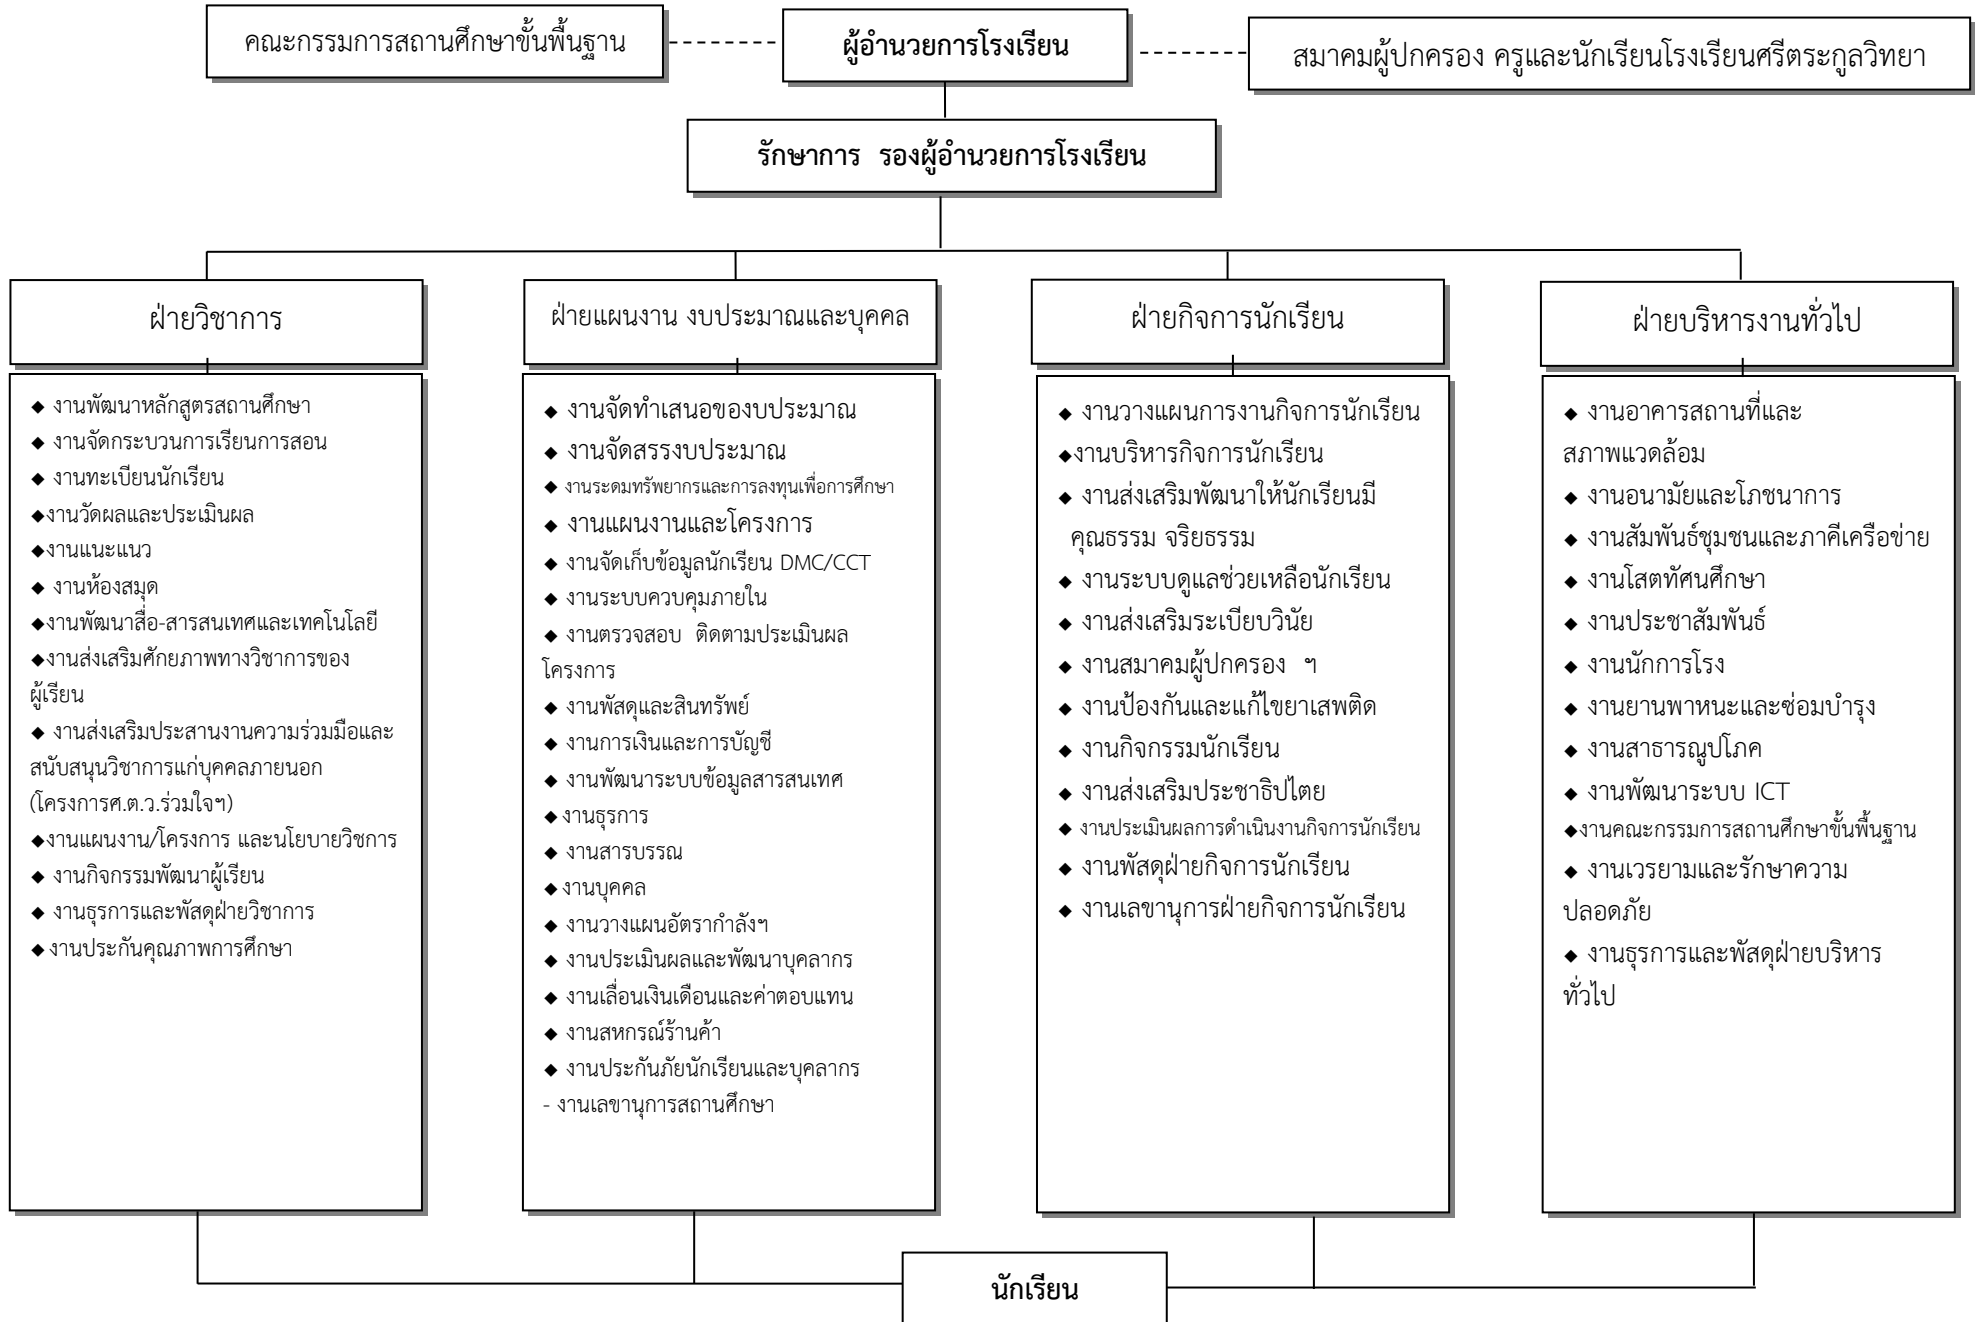 คณะกรรมการสถานศึกษาขั้นพื้นฐาน
ผู้อำนวยการโรงเรียน
สมาคมผู้ปกครอง ครูและนักเรียนโรงเรียนศรีตระกูลวิทยา
รักษาการ  รองผู้อำนวยการโรงเรียน
ฝ่ายวิชาการ
◆ งานพัฒนาหลักสูตรสถานศึกษา
◆ งานจัดกระบวนการเรียนการสอน
◆ งานทะเบียนนักเรียน
◆งานวัดผลและประเมินผล
◆งานแนะแนว
◆ งานห้องสมุด
◆งานพัฒนาสื่อ-สารสนเทศและเทคโนโลยี
◆งานส่งเสริมศักยภาพทางวิชาการของ
ผู้เรียน
◆ งานส่งเสริมประสานงานความร่วมมือและ
สนับสนุนวิชาการแก่บุคคลภายนอก
(โครงการศ.ต.ว.ร่วมใจฯ)
◆งานแผนงาน/โครงการ และนโยบายวิชการ
◆ งานกิจกรรมพัฒนาผู้เรียน
◆ งานธุรการและพัสดุฝ่ายวิชาการ
◆งานประกันคุณภาพการศึกษา
ฝ่ายแผนงาน งบประมาณและบุคคล
◆ งานจัดทำเสนอของบประมาณ
◆ งานจัดสรรงบประมาณ
◆ งานระดมทรัพยากรและการลงทุนเพื่อการศึกษา
◆ งานแผนงานและโครงการ
◆ งานจัดเก็บข้อมูลนักเรียน DMC/CCT
◆ งานระบบควบคุมภายใน
◆ งานตรวจสอบ  ติดตามประเมินผล
โครงการ
◆ งานพัสดุและสินทรัพย์
◆ งานการเงินและการบัญชี
◆ งานพัฒนาระบบข้อมูลสารสนเทศ
◆งานธุรการ
◆ งานสารบรรณ
◆งานบุคคล
◆ งานวางแผนอัตรากำลังฯ
◆ งานประเมินผลและพัฒนาบุคลากร
◆ งานเลื่อนเงินเดือนและค่าตอบแทน
◆ งานสหกรณ์ร้านค้า
◆ งานประกันภัยนักเรียนและบุคลากร
- งานเลขานุการสถานศึกษา
ฝ่ายกิจการนักเรียน
◆ งานวางแผนการงานกิจการนักเรียน
◆งานบริหารกิจการนักเรียน
◆ งานส่งเสริมพัฒนาให้นักเรียนมี
คุณธรรม จริยธรรม
◆ งานระบบดูแลช่วยเหลือนักเรียน
◆ งานส่งเสริมระเบียบวินัย
◆ งานสมาคมผู้ปกครอง  ฯ
◆ งานป้องกันและแก้ไขยาเสพติด
◆ งานกิจกรรมนักเรียน
◆ งานส่งเสริมประชาธิปไตย
◆ งานประเมินผลการดำเนินงานกิจการนักเรียน
◆ งานพัสดุฝ่ายกิจการนักเรียน
◆ งานเลขานุการฝ่ายกิจการนักเรียน
ฝ่ายบริหารงานทั่วไป
◆ งานอาคารสถานที่และ
สภาพแวดล้อม
◆ งานอนามัยและโภชนาการ
◆ งานสัมพันธ์ชุมชนและภาคีเครือข่าย
◆ งานโสตทัศนศึกษา
◆ งานประชาสัมพันธ์
◆ งานนักการโรง
◆ งานยานพาหนะและซ่อมบำรุง
◆ งานสาธารณูปโภค
◆ งานพัฒนาระบบ ICT
◆งานคณะกรรมการสถานศึกษาขั้นพื้นฐาน
◆ งานเวรยามและรักษาความ
ปลอดภัย
◆ งานธุรการและพัสดุฝ่ายบริหาร
ทั่วไป
นักเรียน